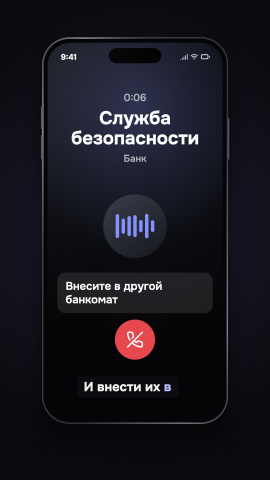 9:41
0:06
Служба
безопасности
Банк
Внесите в другой
банкомат
И внести их в